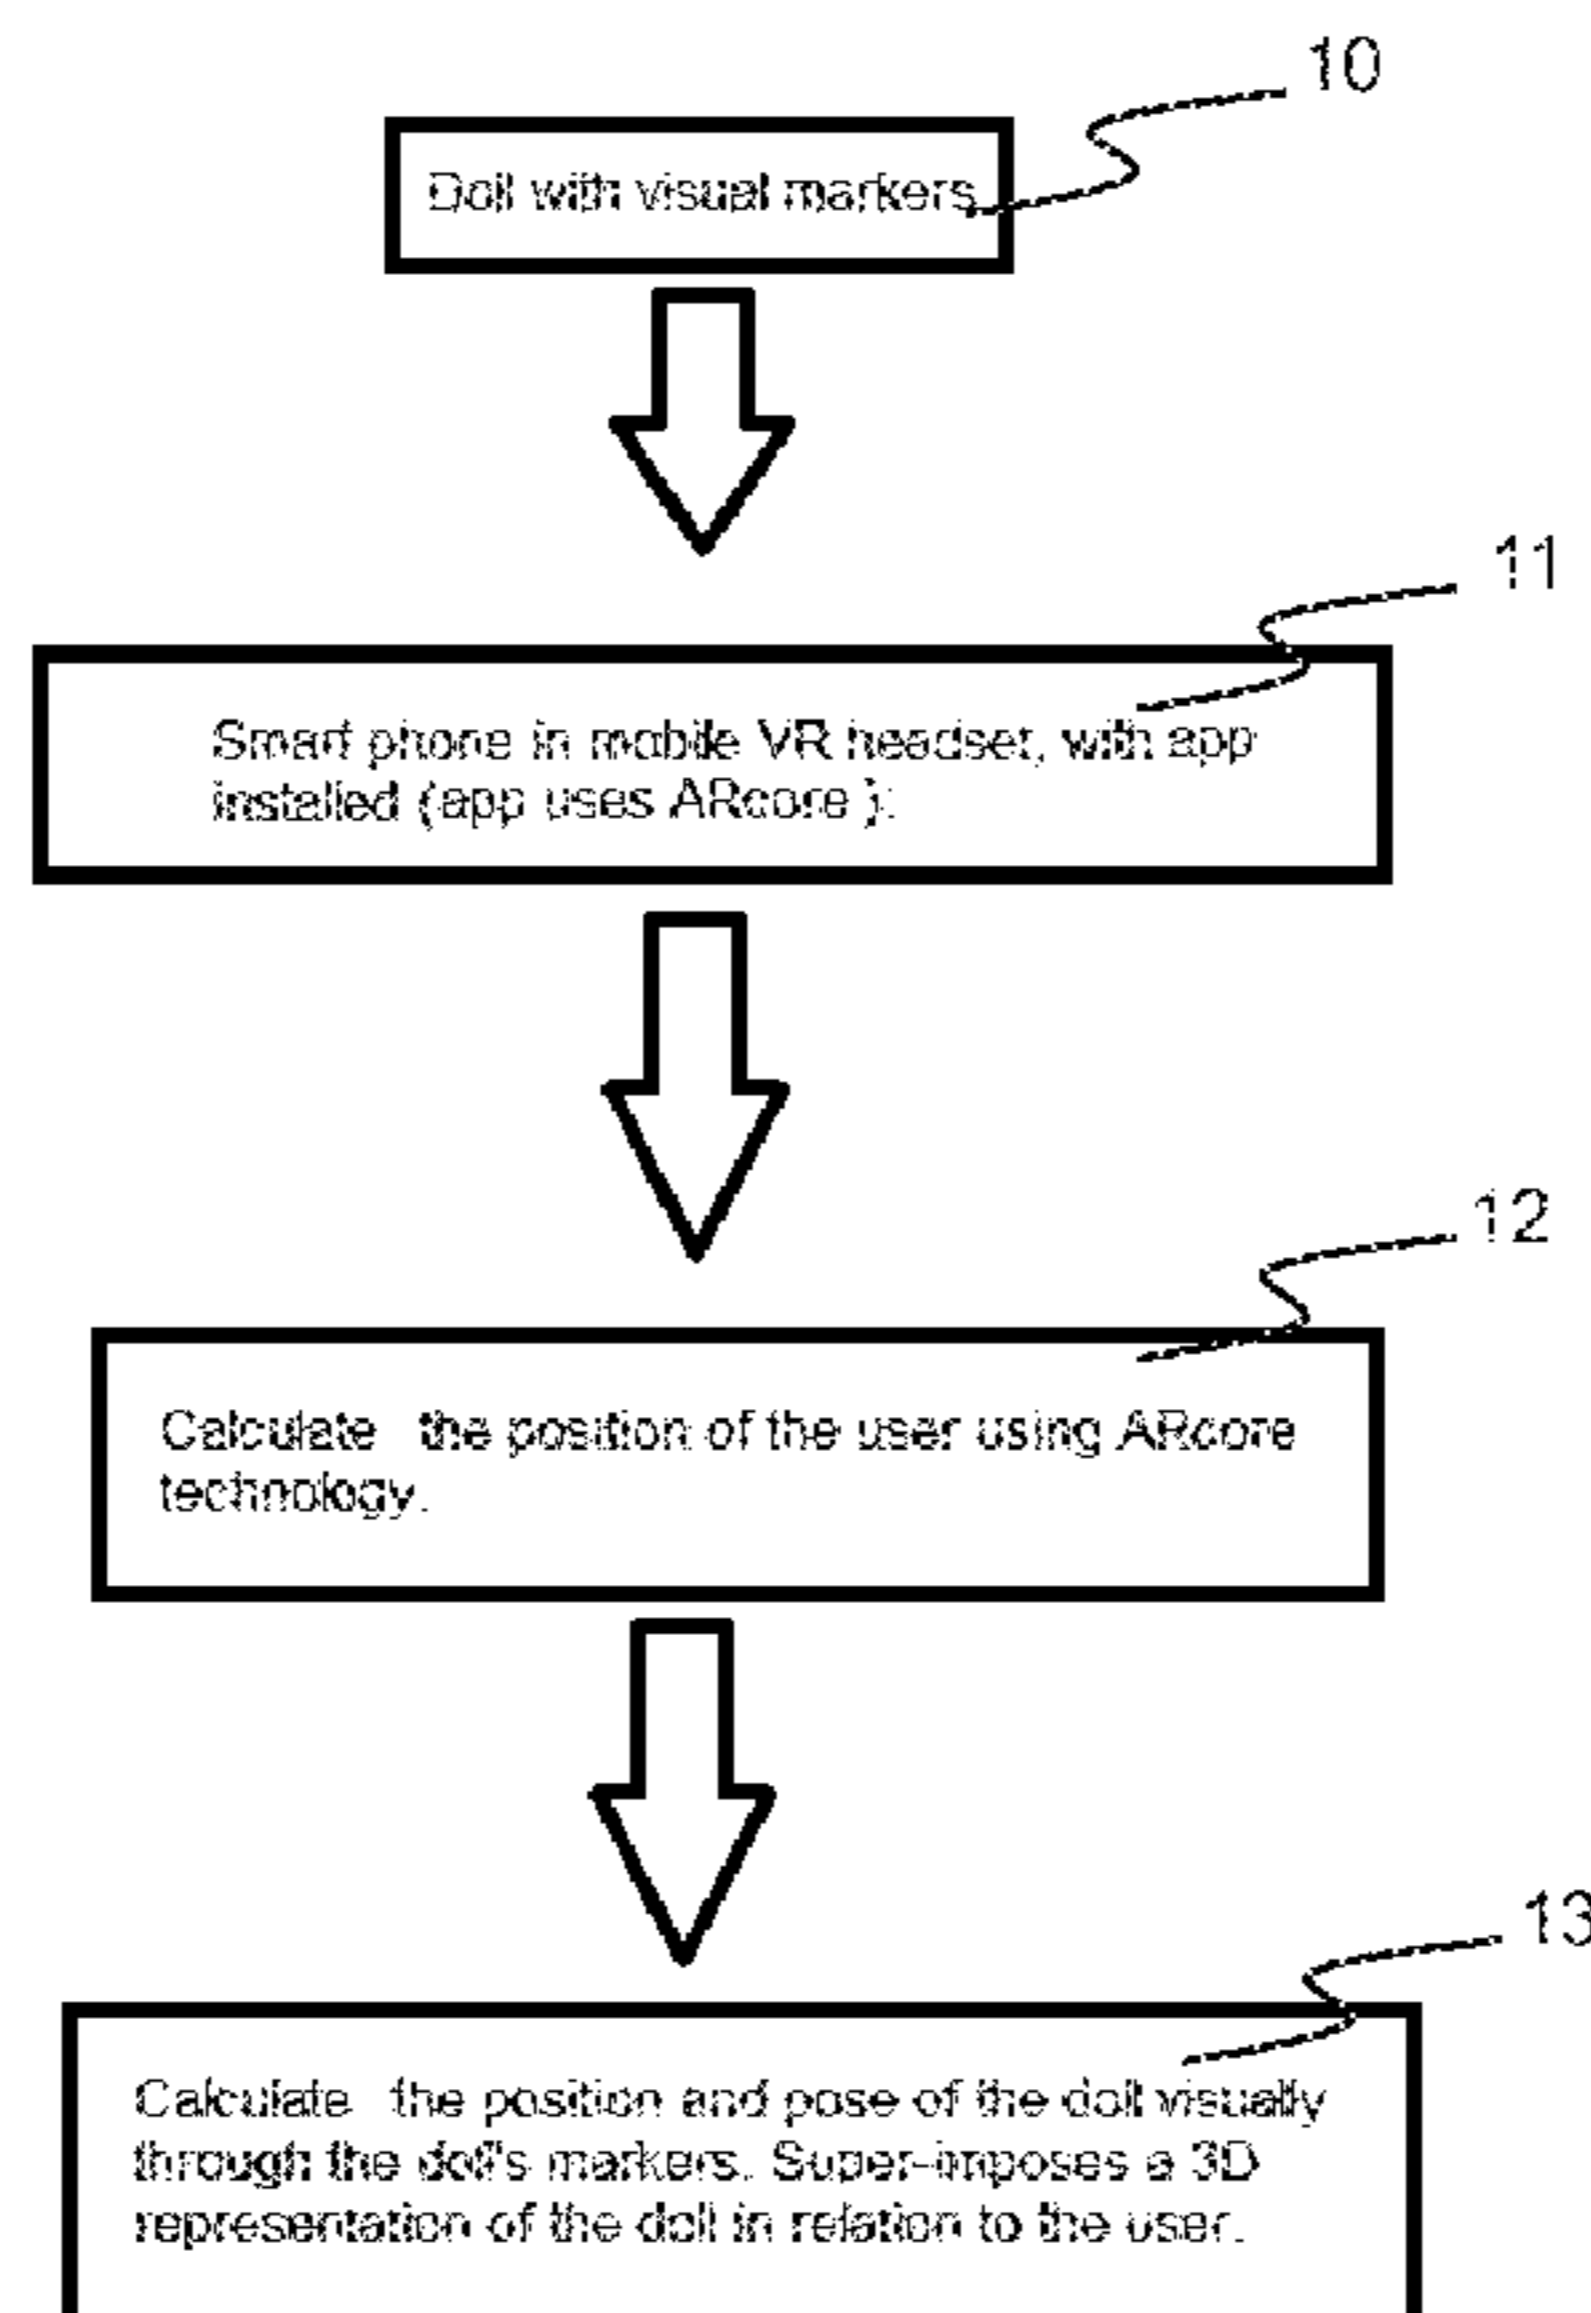 10
Doll with visual markers
11
Smart phone in mobile VR headset, with app
installed (app uses ARcore ).
12
Calculate the position of the user using ARcore
technology.
13
Calculate the position and pose of the doll visually
through the doll's markers. Super-imposes a 3D
representation of the doll in relation to the user.